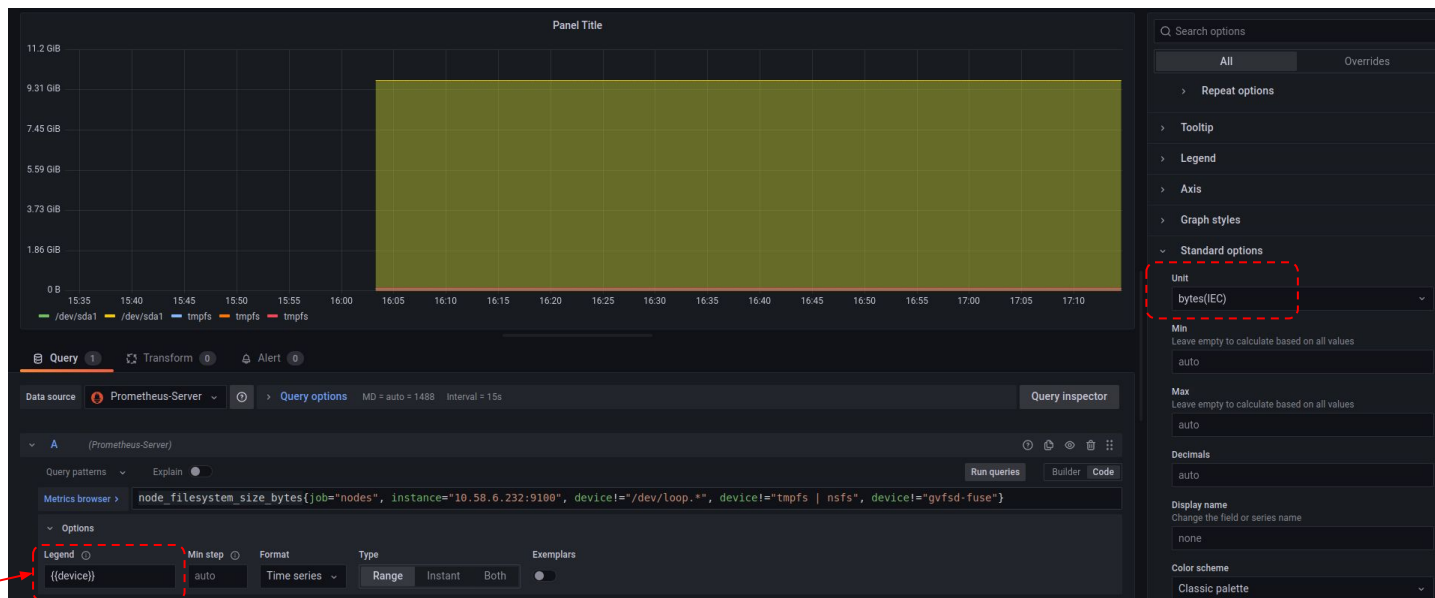 Panel Title
11.2 GiB
9.31 GiB
7.45 GiB
5.59 GiB
3.73 GiB
1.86 GiB
0 B
15:35 15:40 15:45 15:50 15:55 16:00 16:05 16:10 16:15 16:20 16:25 16:30 16:35 16:40 16:45 16:50 16:55 17:00 17:05 17:10
/dev/sda1 /dev/sda1 tmpfs tmpfs tmpfs
Query 1 Transform 0 Alert 0
Data source Prometheus-Server Query options MD = auto = 1488 Interval = 15s Query inspector
A (Prometheus-Server)
Query patterns Explain Run queries Builder Code
Metrics browser > node_filesystem_size_bytes{job="nodes", instance="10.58.6.232:9100", device!="/dev/loop.*", device!="tmpfs | nsfs", device!="gvfsd-fuse"}
Options
Legend Min step Format Type Exemplars
{{device}} auto Time series Range Instant Both
Search options
All Overrides
Repeat options
Tooltip
Legend
Axis
Graph styles
Standard options
Unit
bytes(IEC)
Min
Leave empty to calculate based on all values
auto
Max
Leave empty to calculate based on all values
auto
Decimals
auto
Display name
Change the field or series name
none
Color scheme
Classic palette